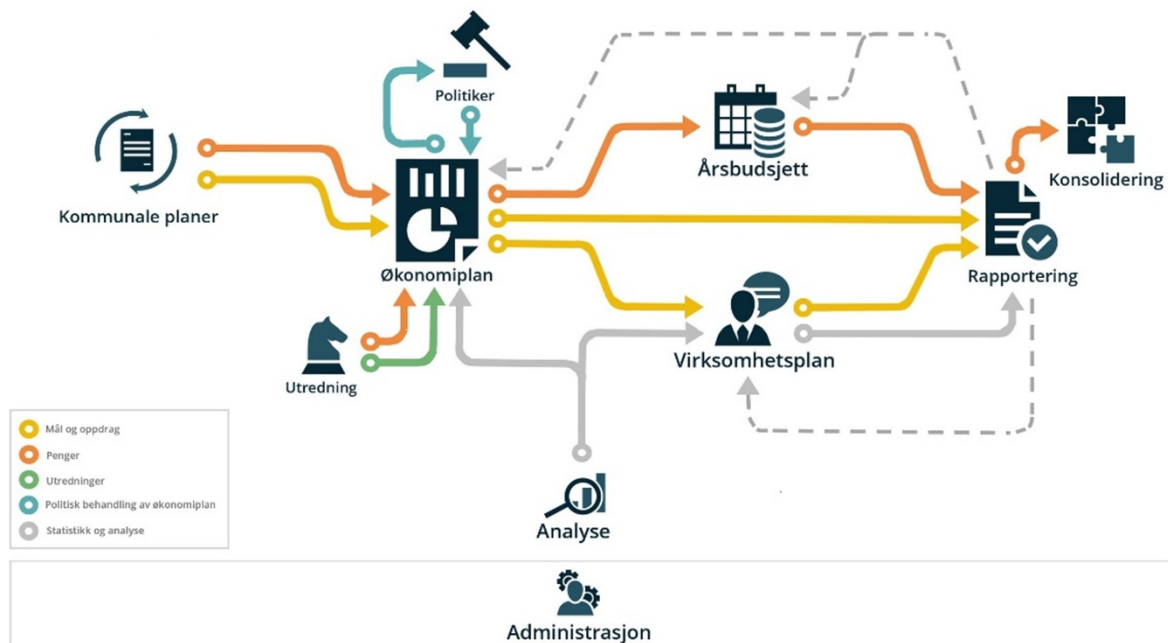 Politiker
Kommunale planer
Økonomiplan
Årsbudsjett
Konsolidering
Rapportering
Virksomhetsplan
Utredning
Mål og oppdrag
Penger
Utredninger
Politisk behandling av økonomiplan
Statistikk og analyse
Analyse
Administrasjon